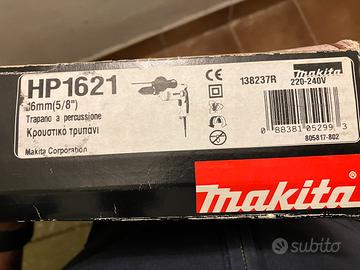 HP1621
16mm(5/8")
Trapano a percussione
Κρουστικό τρυπάνι
Makita Corporation
CE
138237R
makita
220-240V
0 88381 05299 3
805817-802
makita®
subito